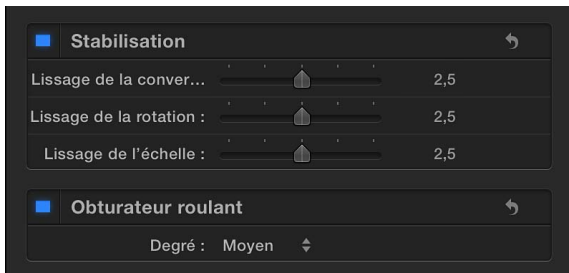 Stabilisation
Lissage de la conver... 2,5
Lissage de la rotation : 2,5
Lissage de l'échelle : 2,5
Obturateur roulant
Degré : Moyen